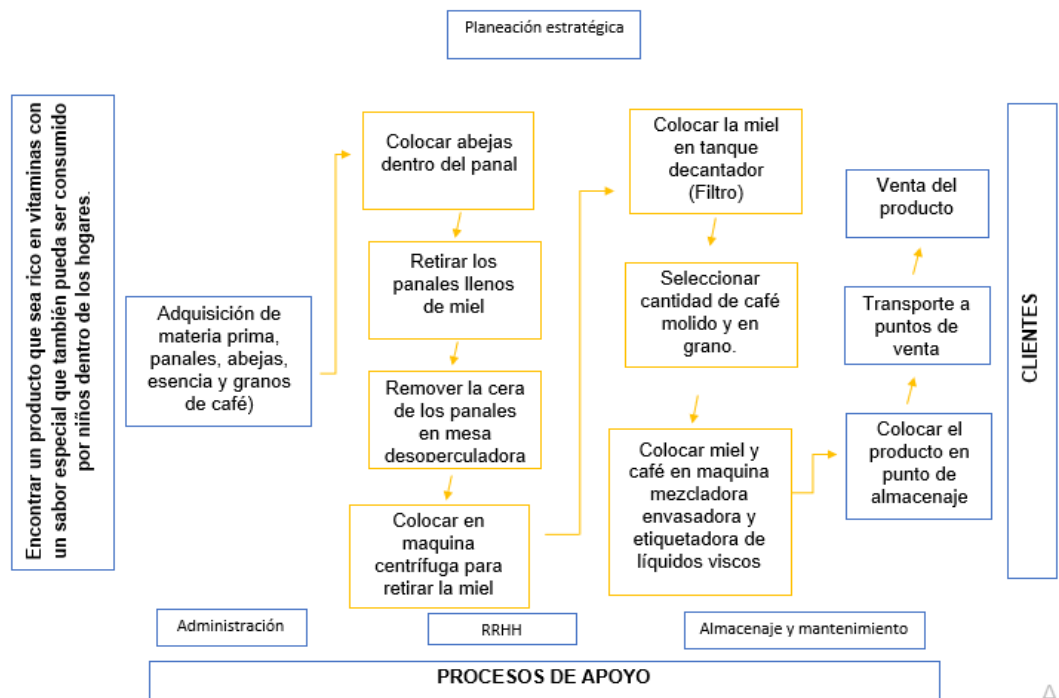 Planeación estratégica
Encontrar un producto que sea rico en vitaminas con
un sabor especial que también pueda ser consumido
por niños dentro de los hogares.
Adquisición de
materia prima,
panales, abejas,
esencia y granos
de café)
Colocar abejas
dentro del panal
Retirar los
panales llenos
de miel
Remover la cera
de los panales
en mesa
desoperculadora
Colocar en
maquina
centrífuga para
retirar la miel
Colocar la miel
en tanque
decantador
(Filtro)
Seleccionar
cantidad de café
molido y en
grano.
Colocar miel y
café en maquina
mezcladora
envasadora y
etiquetadora de
líquidos viscos
Colocar el
producto en
punto de
almacenaje
Transporte a
puntos de
venta
Venta del
producto
CLIENTES
Administración
RRHH
Almacenaje y mantenimiento
PROCESOS DE APOYO